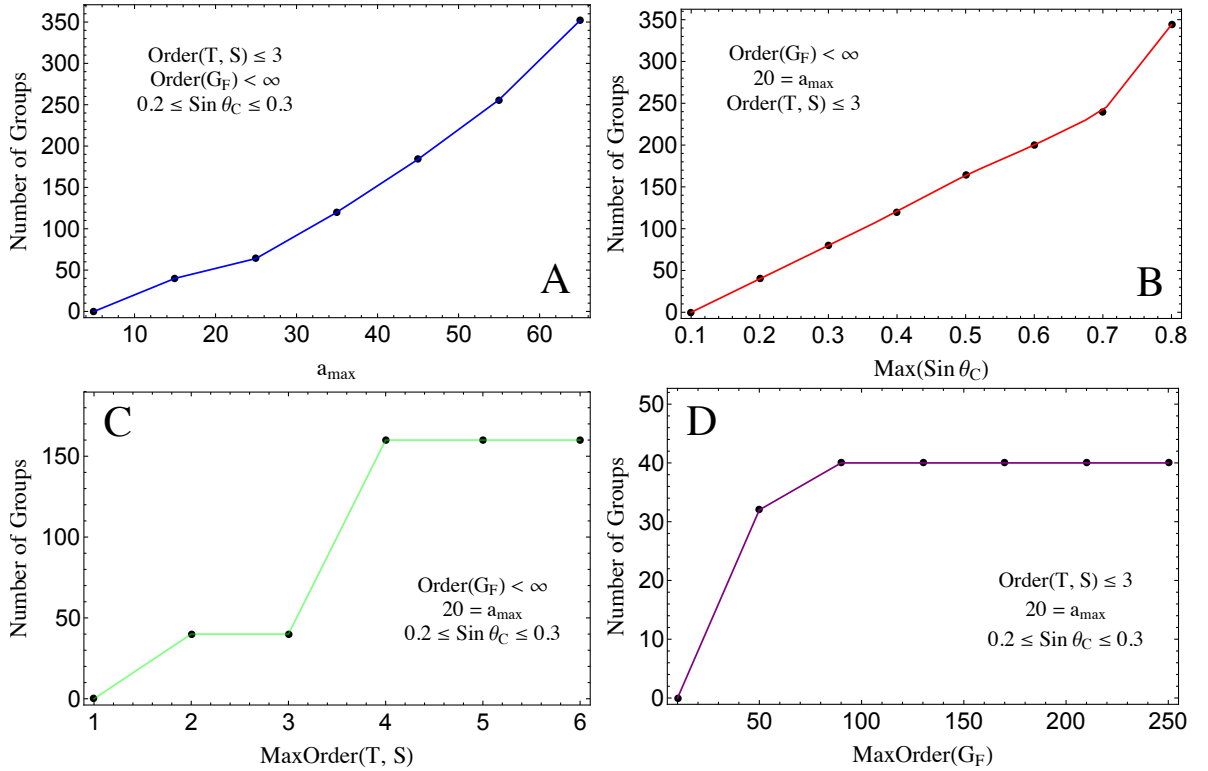 Number of Groups
350
300
250
200
150
100
50
0
Order(T, S) ≤ 3
Order(G_F) < ∞
0.2 ≤ Sin θ_C ≤ 0.3
A
10 20 30 40 50 60
a_max
Number of Groups
350
300
250
200
150
100
50
0
Order(G_F) < ∞
20 = a_max
Order(T, S) ≤ 3
B
0.1 0.2 0.3 0.4 0.5 0.6 0.7 0.8
Max(Sin θ_C)
Number of Groups
150
100
50
0
C
Order(G_F) < ∞
20 = a_max
0.2 ≤ Sin θ_C ≤ 0.3
1 2 3 4 5 6
MaxOrder(T, S)
Number of Groups
50
40
30
20
10
0
D
Order(T, S) ≤ 3
20 = a_max
0.2 ≤ Sin θ_C ≤ 0.3
50 100 150 200 250
MaxOrder(G_F)